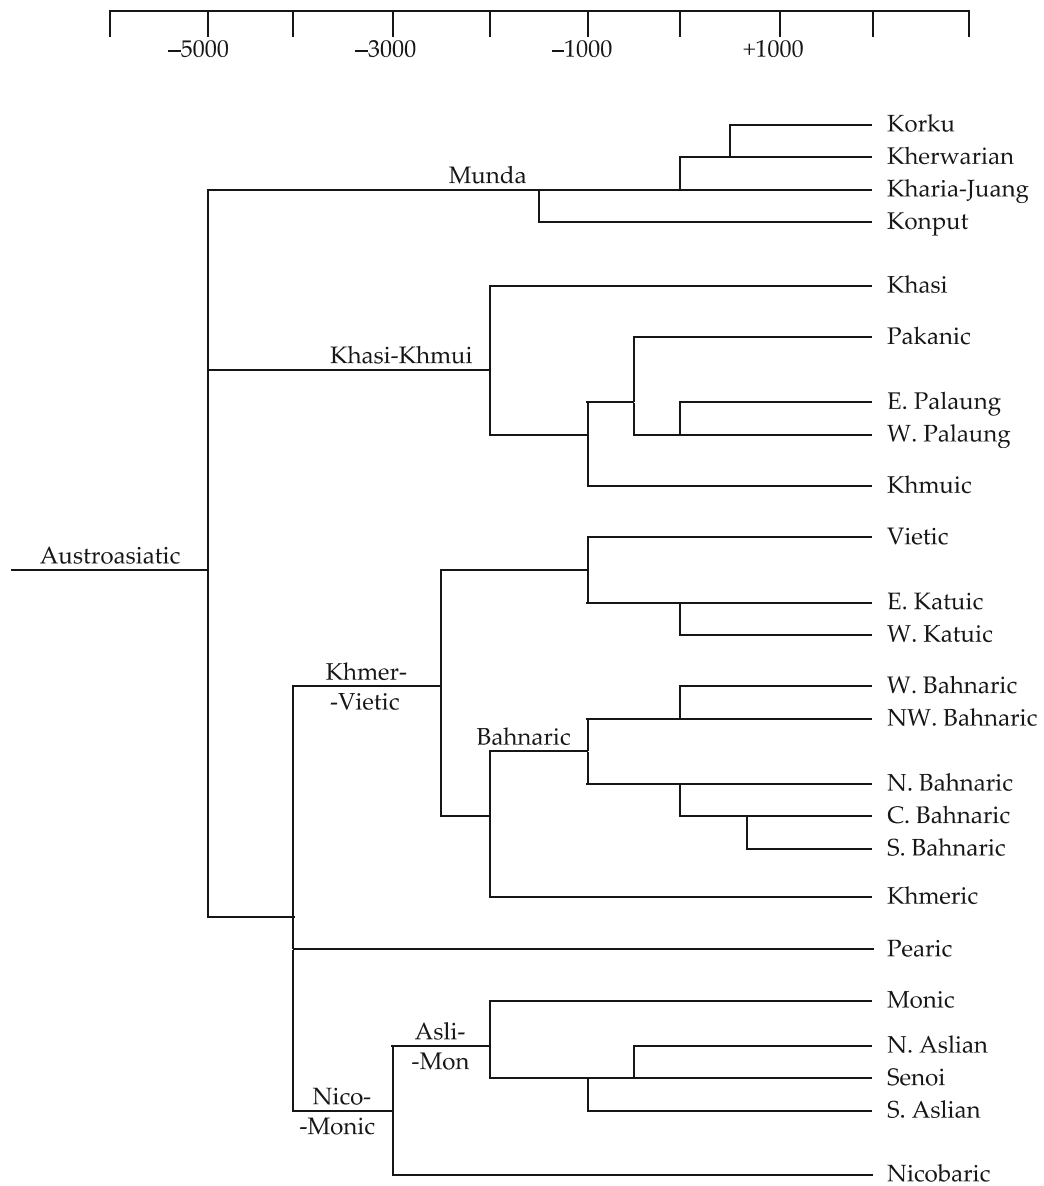 –5000 –3000 –1000 +1000
Korku
Kherwarian
Munda
Kharia-Juang
Konput
Khasi
Pakanic
Khasi-Khmui
E. Palaung
W. Palaung
Khmuic
Vietic
Austroasiatic
E. Katuic
W. Katuic
Khmer-
-Vietic
W. Bahnaric
NW. Bahnaric
Bahnaric
N. Bahnaric
C. Bahnaric
S. Bahnaric
Khmeric
Pearic
Monic
Asli-
-Mon
N. Aslian
Senoi
Nico-
-Monic
S. Aslian
Nicobaric